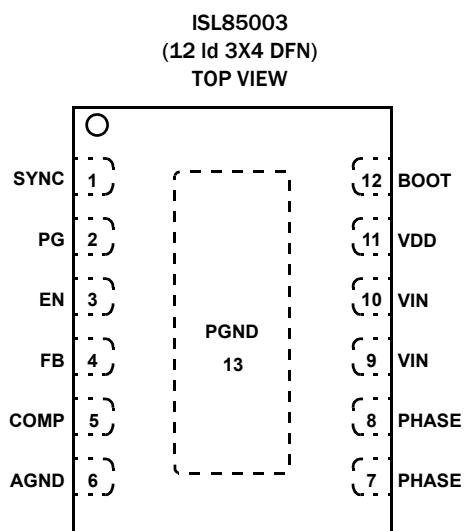 ISL85003
(12 ld 3X4 DFN)
TOP VIEW
SYNC 1 12 BOOT
PG 2 11 VDD
EN 3 10 VIN
PGND
13
FB 4 9 VIN
COMP 5 8 PHASE
AGND 6 7 PHASE